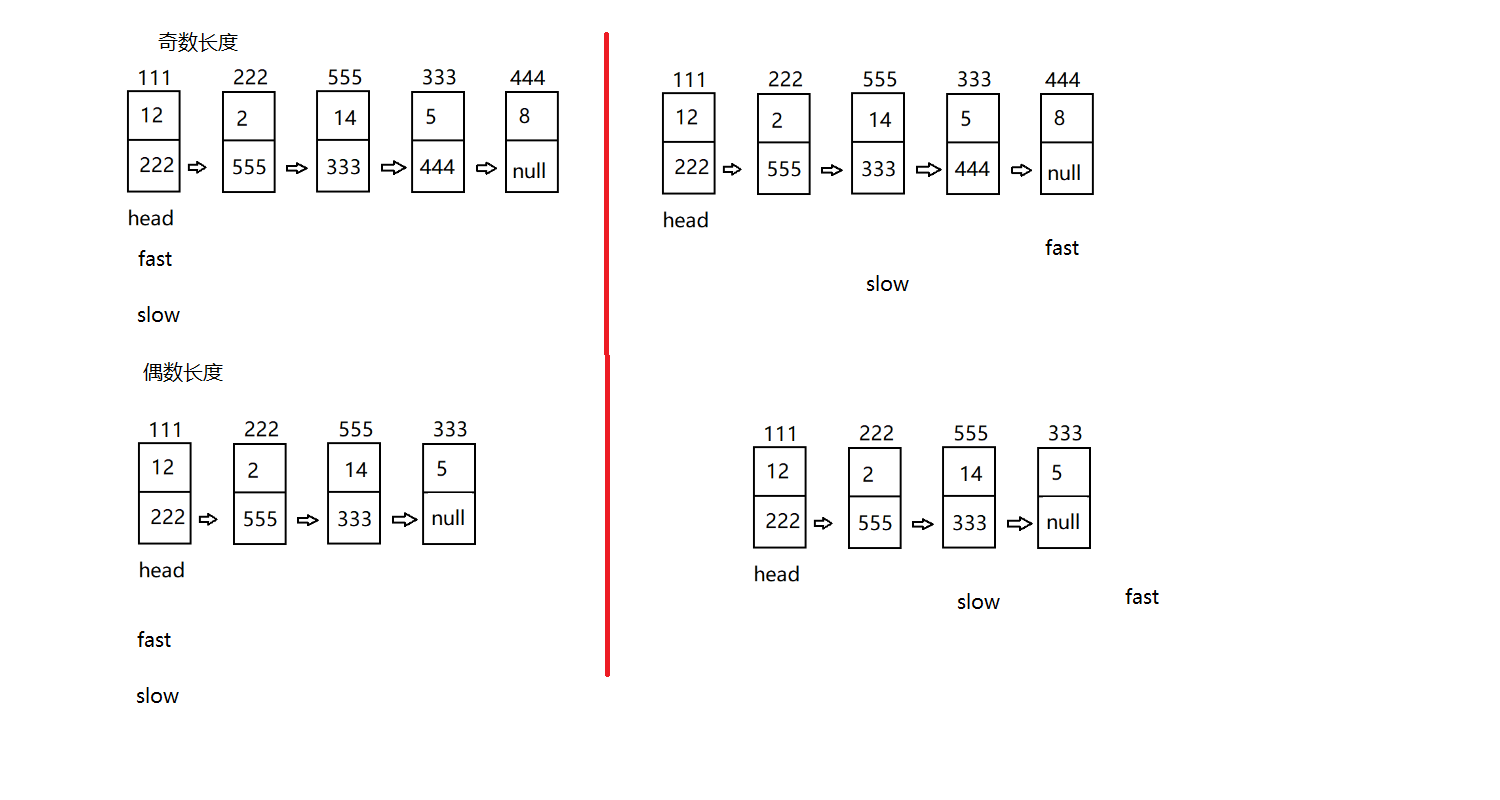 奇数长度
111 222 555 333 444
12 2 14 5 8
222 555 333 444 null
head
fast
slow
111 222 555 333 444
12 2 14 5 8
222 555 333 444 null
head
fast
slow
偶数长度
111 222 555 333
12 2 14 5
222 555 333 null
head
fast
slow
111 222 555 333
12 2 14 5
222 555 333 null
head
slow fast